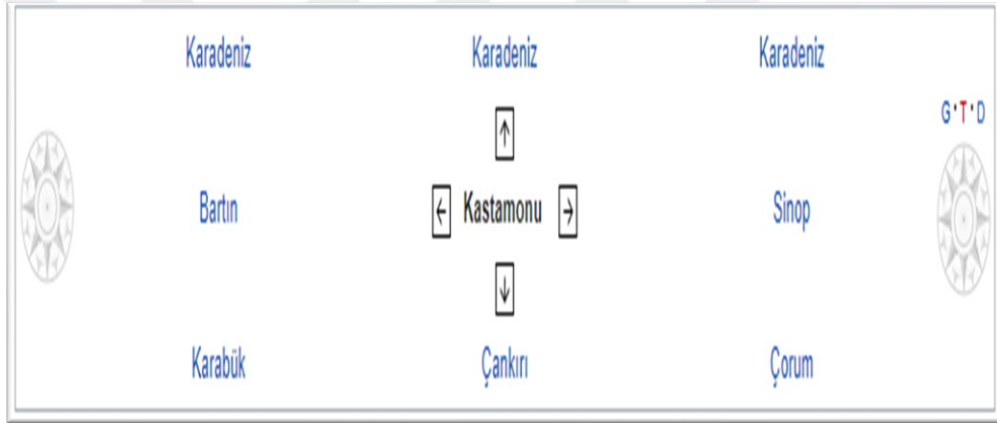 Karadeniz Karadeniz Karadeniz
G·T·D
↑
Bartın ← Kastamonu → Sinop
↓
Karabük Çankırı Çorum